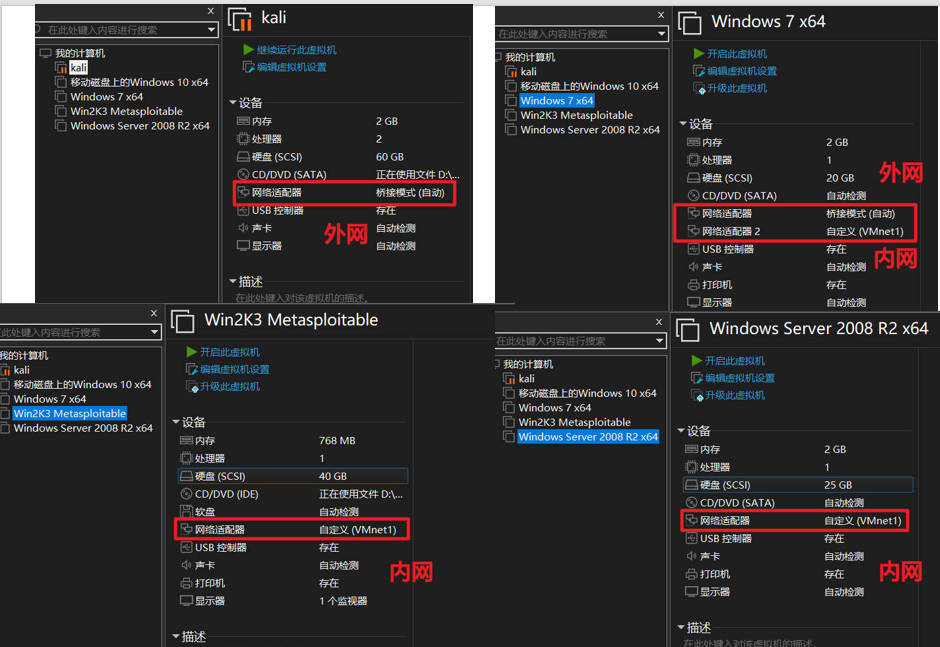 在此处键入内容进行搜索
我的计算机
kali
移动磁盘上的Windows 10 x64
Windows 7 x64
Win2K3 Metasploitable
Windows Server 2008 R2 x64
kali
继续运行此虚拟机
编辑虚拟机设置
设备
内存 2 GB
处理器 2
硬盘 (SCSI) 60 GB
CD/DVD (SATA) 正在使用文件 D:\...
网络适配器 桥接模式 (自动)
USB 控制器 存在
声卡 自动检测
显示器 自动检测
外网
描述
在此处键入对该虚拟机的描述。
在此处键入内容进行搜索
我的计算机
kali
移动磁盘上的Windows 10 x64
Windows 7 x64
Win2K3 Metasploitable
Windows Server 2008 R2 x64
Windows 7 x64
开启此虚拟机
编辑虚拟机设置
升级此虚拟机
设备
内存 2 GB
处理器 1
硬盘 (SCSI) 20 GB
CD/DVD (SATA) 自动检测
外网
网络适配器 桥接模式 (自动)
网络适配器 2 自定义 (VMnet1)
USB 控制器 存在
内网
声卡 自动检测
打印机 存在
显示器 自动检测
此处键入内容进行搜索
我的计算机
kali
移动磁盘上的Windows 10 x64
Windows 7 x64
Win2K3 Metasploitable
Windows Server 2008 R2 x64
Win2K3 Metasploitable
开启此虚拟机
编辑虚拟机设置
升级此虚拟机
设备
内存 768 MB
处理器 1
硬盘 (SCSI) 40 GB
CD/DVD (IDE) 正在使用文件 D:\...
软盘 自动检测
网络适配器 自定义 (VMnet1)
USB 控制器 存在
声卡 自动检测
内网
打印机 存在
显示器 1 个监视器
描述
在此处键入内容进行搜索
我的计算机
kali
移动磁盘上的Windows 10 x64
Windows 7 x64
Win2K3 Metasploitable
Windows Server 2008 R2 x64
Windows Server 2008 R2 x64
开启此虚拟机
编辑虚拟机设置
升级此虚拟机
设备
内存 2 GB
处理器 1
硬盘 (SCSI) 25 GB
CD/DVD (SATA) 自动检测
网络适配器 自定义 (VMnet1)
USB 控制器 存在
声卡 自动检测
内网
打印机 存在
显示器 自动检测
描述
在此处键入对该虚拟机的描述。